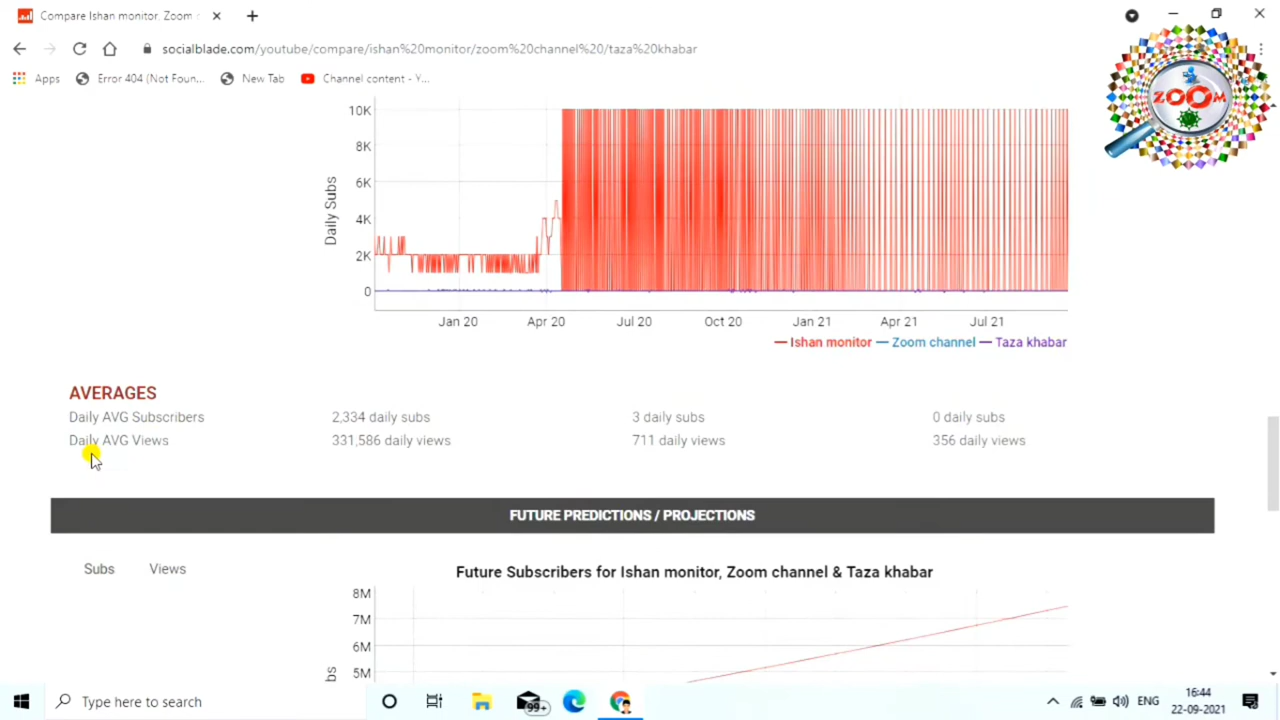 Compare Ishan monitor. Zoom
socialblade.com/youtube/compare/ishan%20monitor/zoom%20channel%20/taza%20khabar
Apps Error 404 (Not Foun... New Tab Channel content - Y...
ZOOM
10K
8K
6K
4K
2K
0
Daily Subs
Jan 20 Apr 20 Jul 20 Oct 20 Jan 21 Apr 21 Jul 21
Ishan monitor Zoom channel Taza khabar
AVERAGES
Daily AVG Subscribers 2,334 daily subs 3 daily subs 0 daily subs
Daily AVG Views 331,586 daily views 711 daily views 356 daily views
FUTURE PREDICTIONS / PROJECTIONS
Subs Views
Future Subscribers for Ishan monitor, Zoom channel & Taza khabar
8M
7M
6M
5M
bs
Type here to search
99+
ENG
16:44
22-09-2021